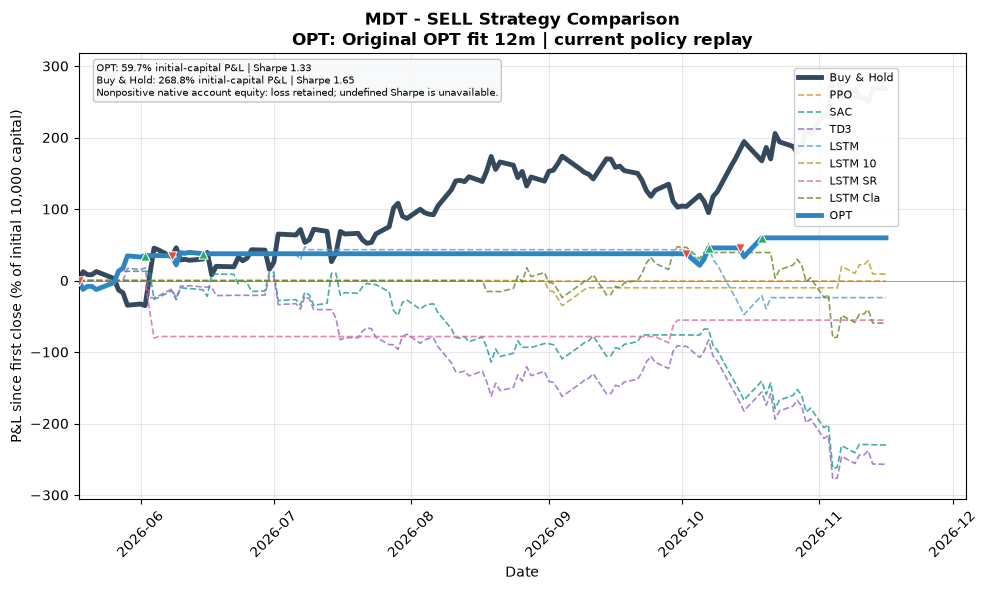 MDT - SELL Strategy Comparison
OPT: Original OPT fit 12m | current policy replay
OPT: 59.7% initial-capital P&L | Sharpe 1.33
Buy & Hold: 268.8% initial-capital P&L | Sharpe 1.65
Nonpositive native account equity: loss retained; undefined Sharpe is unavailable.
Buy & Hold
PPO
SAC
TD3
LSTM
LSTM 10
LSTM SR
LSTM Cla
OPT
P&L since first close (% of initial 10,000 capital)
300
200
100
0
−100
−200
−300
2026-06
2026-07
2026-08
2026-09
2026-10
2026-11
2026-12
Date